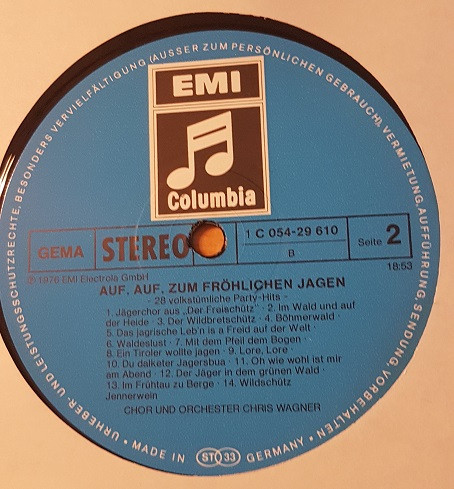 URHEBER- UND LEISTUNGSSCHUTZRECHTE, BESONDERS VERVIELFÄLTIGUNG (AUSSER ZUM PERSÖNLICHEN GEBRAUCH), VERMIETUNG, AUFFÜHRUNG, SENDUNG, VORBEHALTEN
EMI
Columbia
GEMA
STEREO
1 C 054-29 610
B
Seite 2
18:53
℗ 1976 EMI Electrola GmbH
AUF, AUF, ZUM FRÖHLICHEN JAGEN
- 28 volkstümliche Party-Hits -
1. Jägerchor aus „Der Freischütz" · 2. Im Wald und auf
der Heide · 3. Der Wildbretschütz · 4. Böhmerwald ·
5. Das jagrische Leb'n is a Freid auf der Welt ·
6. Waldeslust · 7. Mit dem Pfeil dem Bogen ·
8. Ein Tiroler wollte jagen · 9. Lore, Lore ·
10. Du dalketer Jagersbua · 11. Oh wie wohl ist mir
am Abend · 12. Der Jäger in dem grünen Wald ·
13. Im Frühtau zu Berge · 14. Wildschütz
Jennerwein
CHOR UND ORCHESTER CHRIS WAGNER
MADE IN ST 33 GERMANY